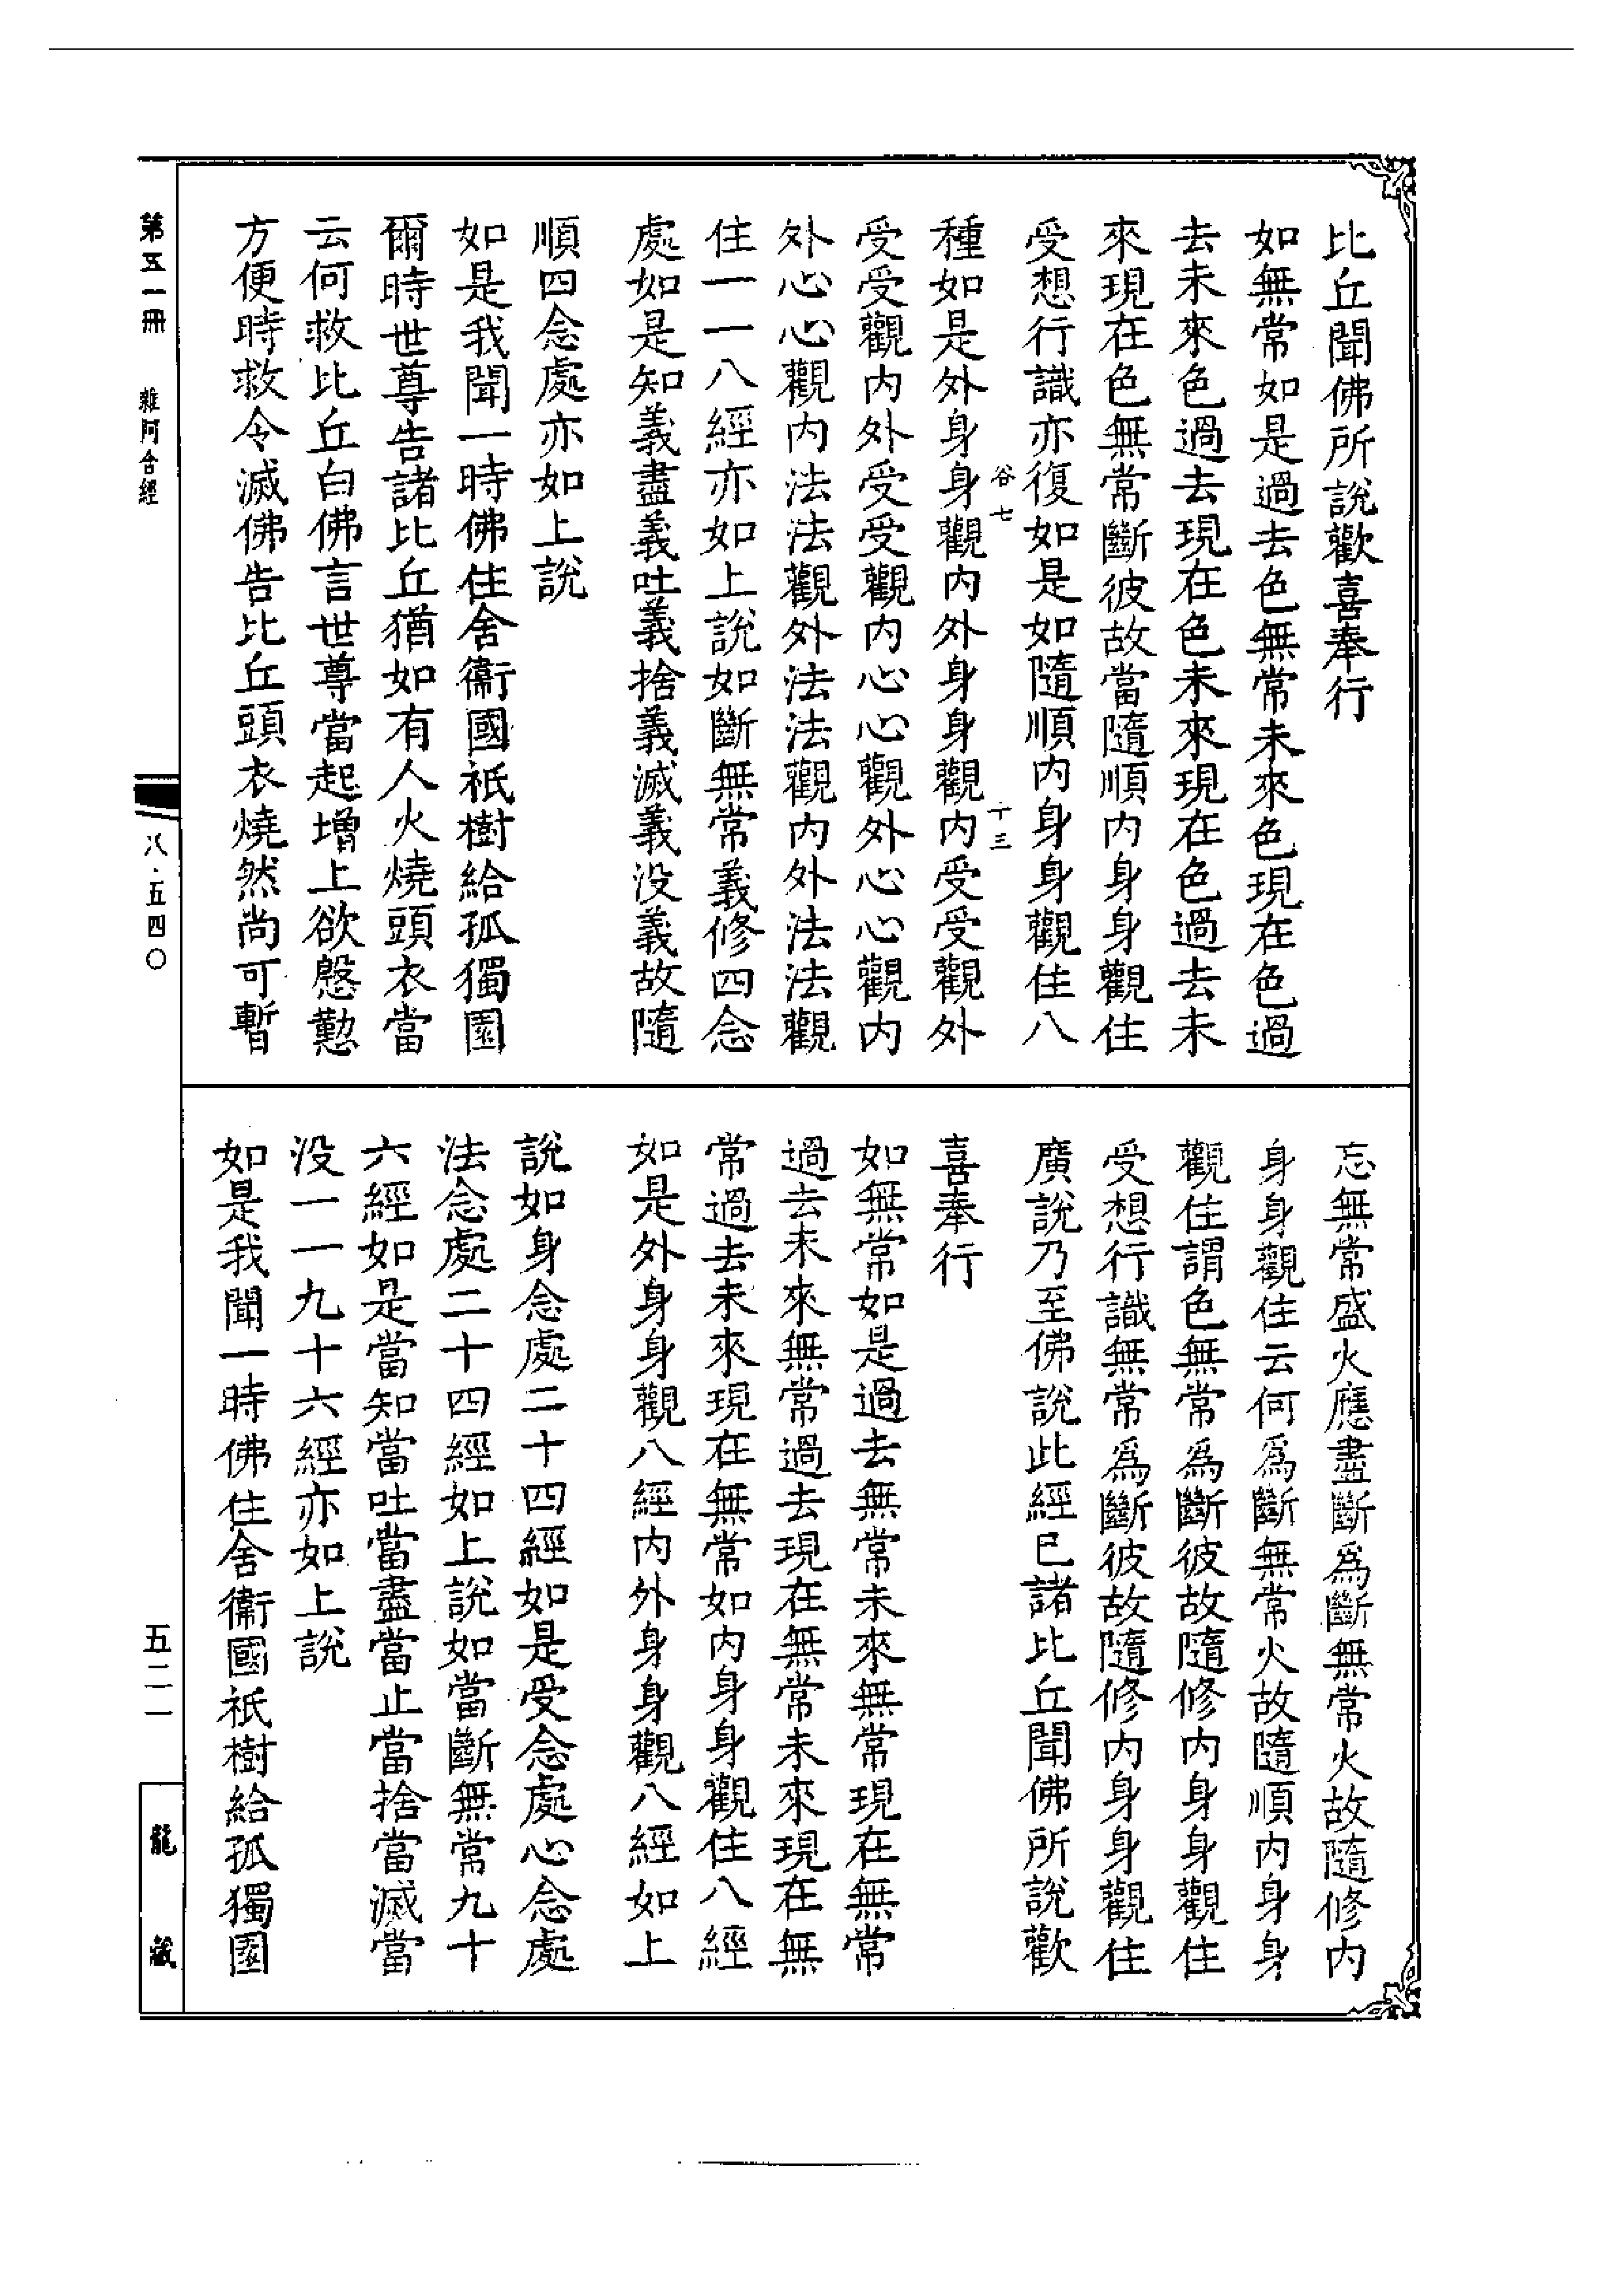 比丘聞佛所說歡喜奉行
如無常如是過去色無常未來色現在色過
去未來色過去現在色未來現在色過去未
來現在色無常斷彼故當隨順內身身觀住
受想行識亦復如是如隨順內身身觀住八
谷七 十三
種如是外身身觀內外身身觀內受受觀外
受受觀內外受受觀內心心觀外心心觀內
外心心觀內法法觀外法法觀內外法法觀
住一一八經亦如上說如斷無常義修四念
處如是知義盡義吐義捨義滅義没義故隨
順四念處亦如上說
如是我聞一時佛住舍衞國祇樹給孤獨園
爾時世尊告諸比丘猶如有人火燒頭衣當
云何救比丘白佛言世尊當起增上欲慇懃
方便時救令滅佛告比丘頭衣燒然尚可暫
忘無常盛火應盡斷爲斷無常火故隨修內
身身觀住云何爲斷無常火故隨順內身身
觀住謂色無常爲斷彼故隨修內身身觀住
受想行識無常爲斷彼故隨修內身身觀住
廣說乃至佛說此經已諸比丘聞佛所說歡
喜奉行
如無常如是過去無常未來無常現在無常
過去未來無常過去現在無常未來現在無
常過去未來現在無常如內身身觀住八經
如是外身身觀八經內外身身觀八經如上
說如身念處二十四經如是受念處心念處
法念處二十四經如上說如當斷無常九十
六經如是當知當吐當盡當止當捨當滅當
没一一九十六經亦如上說
如是我聞一時佛住舍衞國祇樹給孤獨園
第五一冊 雜阿含經
八·五四〇
五二一
龍藏